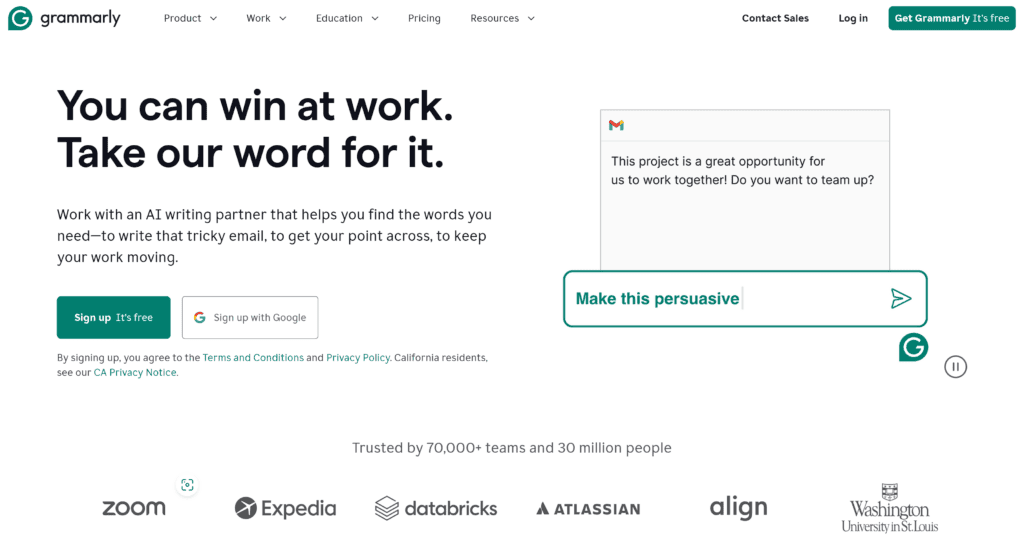 grammarly
Product
Work
Education
Pricing
Resources
Contact Sales
Log in
Get Grammarly It's free
You can win at work.
Take our word for it.
Work with an AI writing partner that helps you find the words you
need—to write that tricky email, to get your point across, to keep
your work moving.
Sign up It's free
Sign up with Google
By signing up, you agree to the Terms and Conditions and Privacy Policy. California residents,
see our CA Privacy Notice.
This project is a great opportunity for
us to work together! Do you want to team up?
Make this persuasive
Trusted by 70,000+ teams and 30 million people
zoom
Expedia
databricks
ATLASSIAN
align
Washington
University in St. Louis